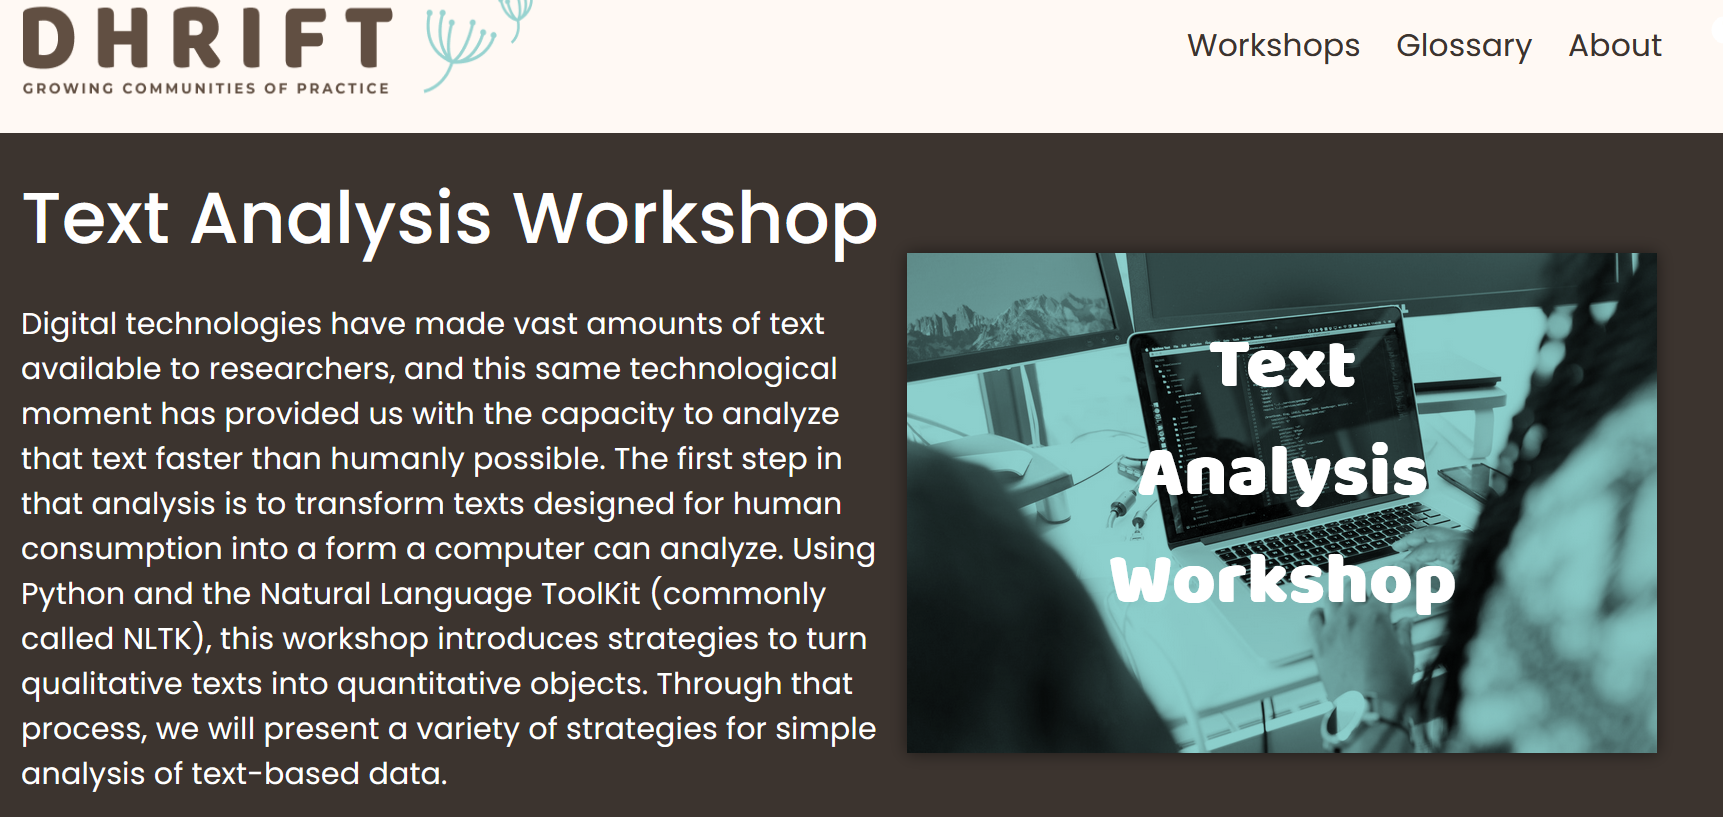 DHRIFT
GROWING COMMUNITIES OF PRACTICE
Workshops Glossary About
Text Analysis Workshop
Digital technologies have made vast amounts of text
available to researchers, and this same technological
moment has provided us with the capacity to analyze
that text faster than humanly possible. The first step in
that analysis is to transform texts designed for human
consumption into a form a computer can analyze. Using
Python and the Natural Language ToolKit (commonly
called NLTK), this workshop introduces strategies to turn
qualitative texts into quantitative objects. Through that
process, we will present a variety of strategies for simple
analysis of text-based data.
Text
Analysis
Workshop